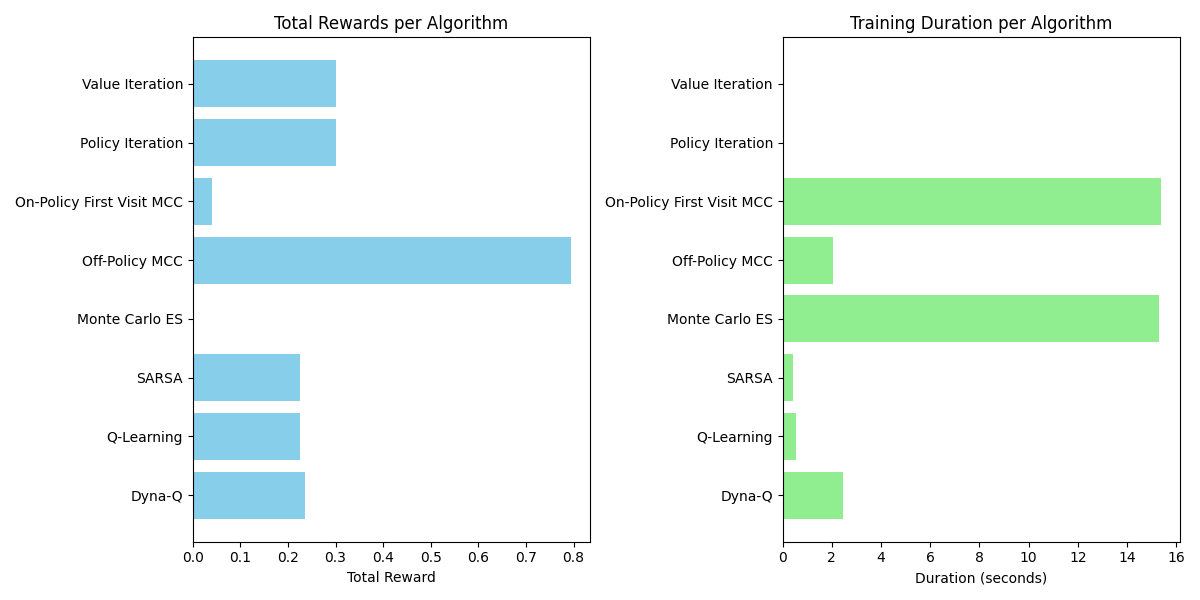 Total Rewards per Algorithm
Value Iteration
Policy Iteration
On-Policy First Visit MCC
Off-Policy MCC
Monte Carlo ES
SARSA
Q-Learning
Dyna-Q
0.0 0.1 0.2 0.3 0.4 0.5 0.6 0.7 0.8
Total Reward
Training Duration per Algorithm
Value Iteration
Policy Iteration
On-Policy First Visit MCC
Off-Policy MCC
Monte Carlo ES
SARSA
Q-Learning
Dyna-Q
0 2 4 6 8 10 12 14 16
Duration (seconds)